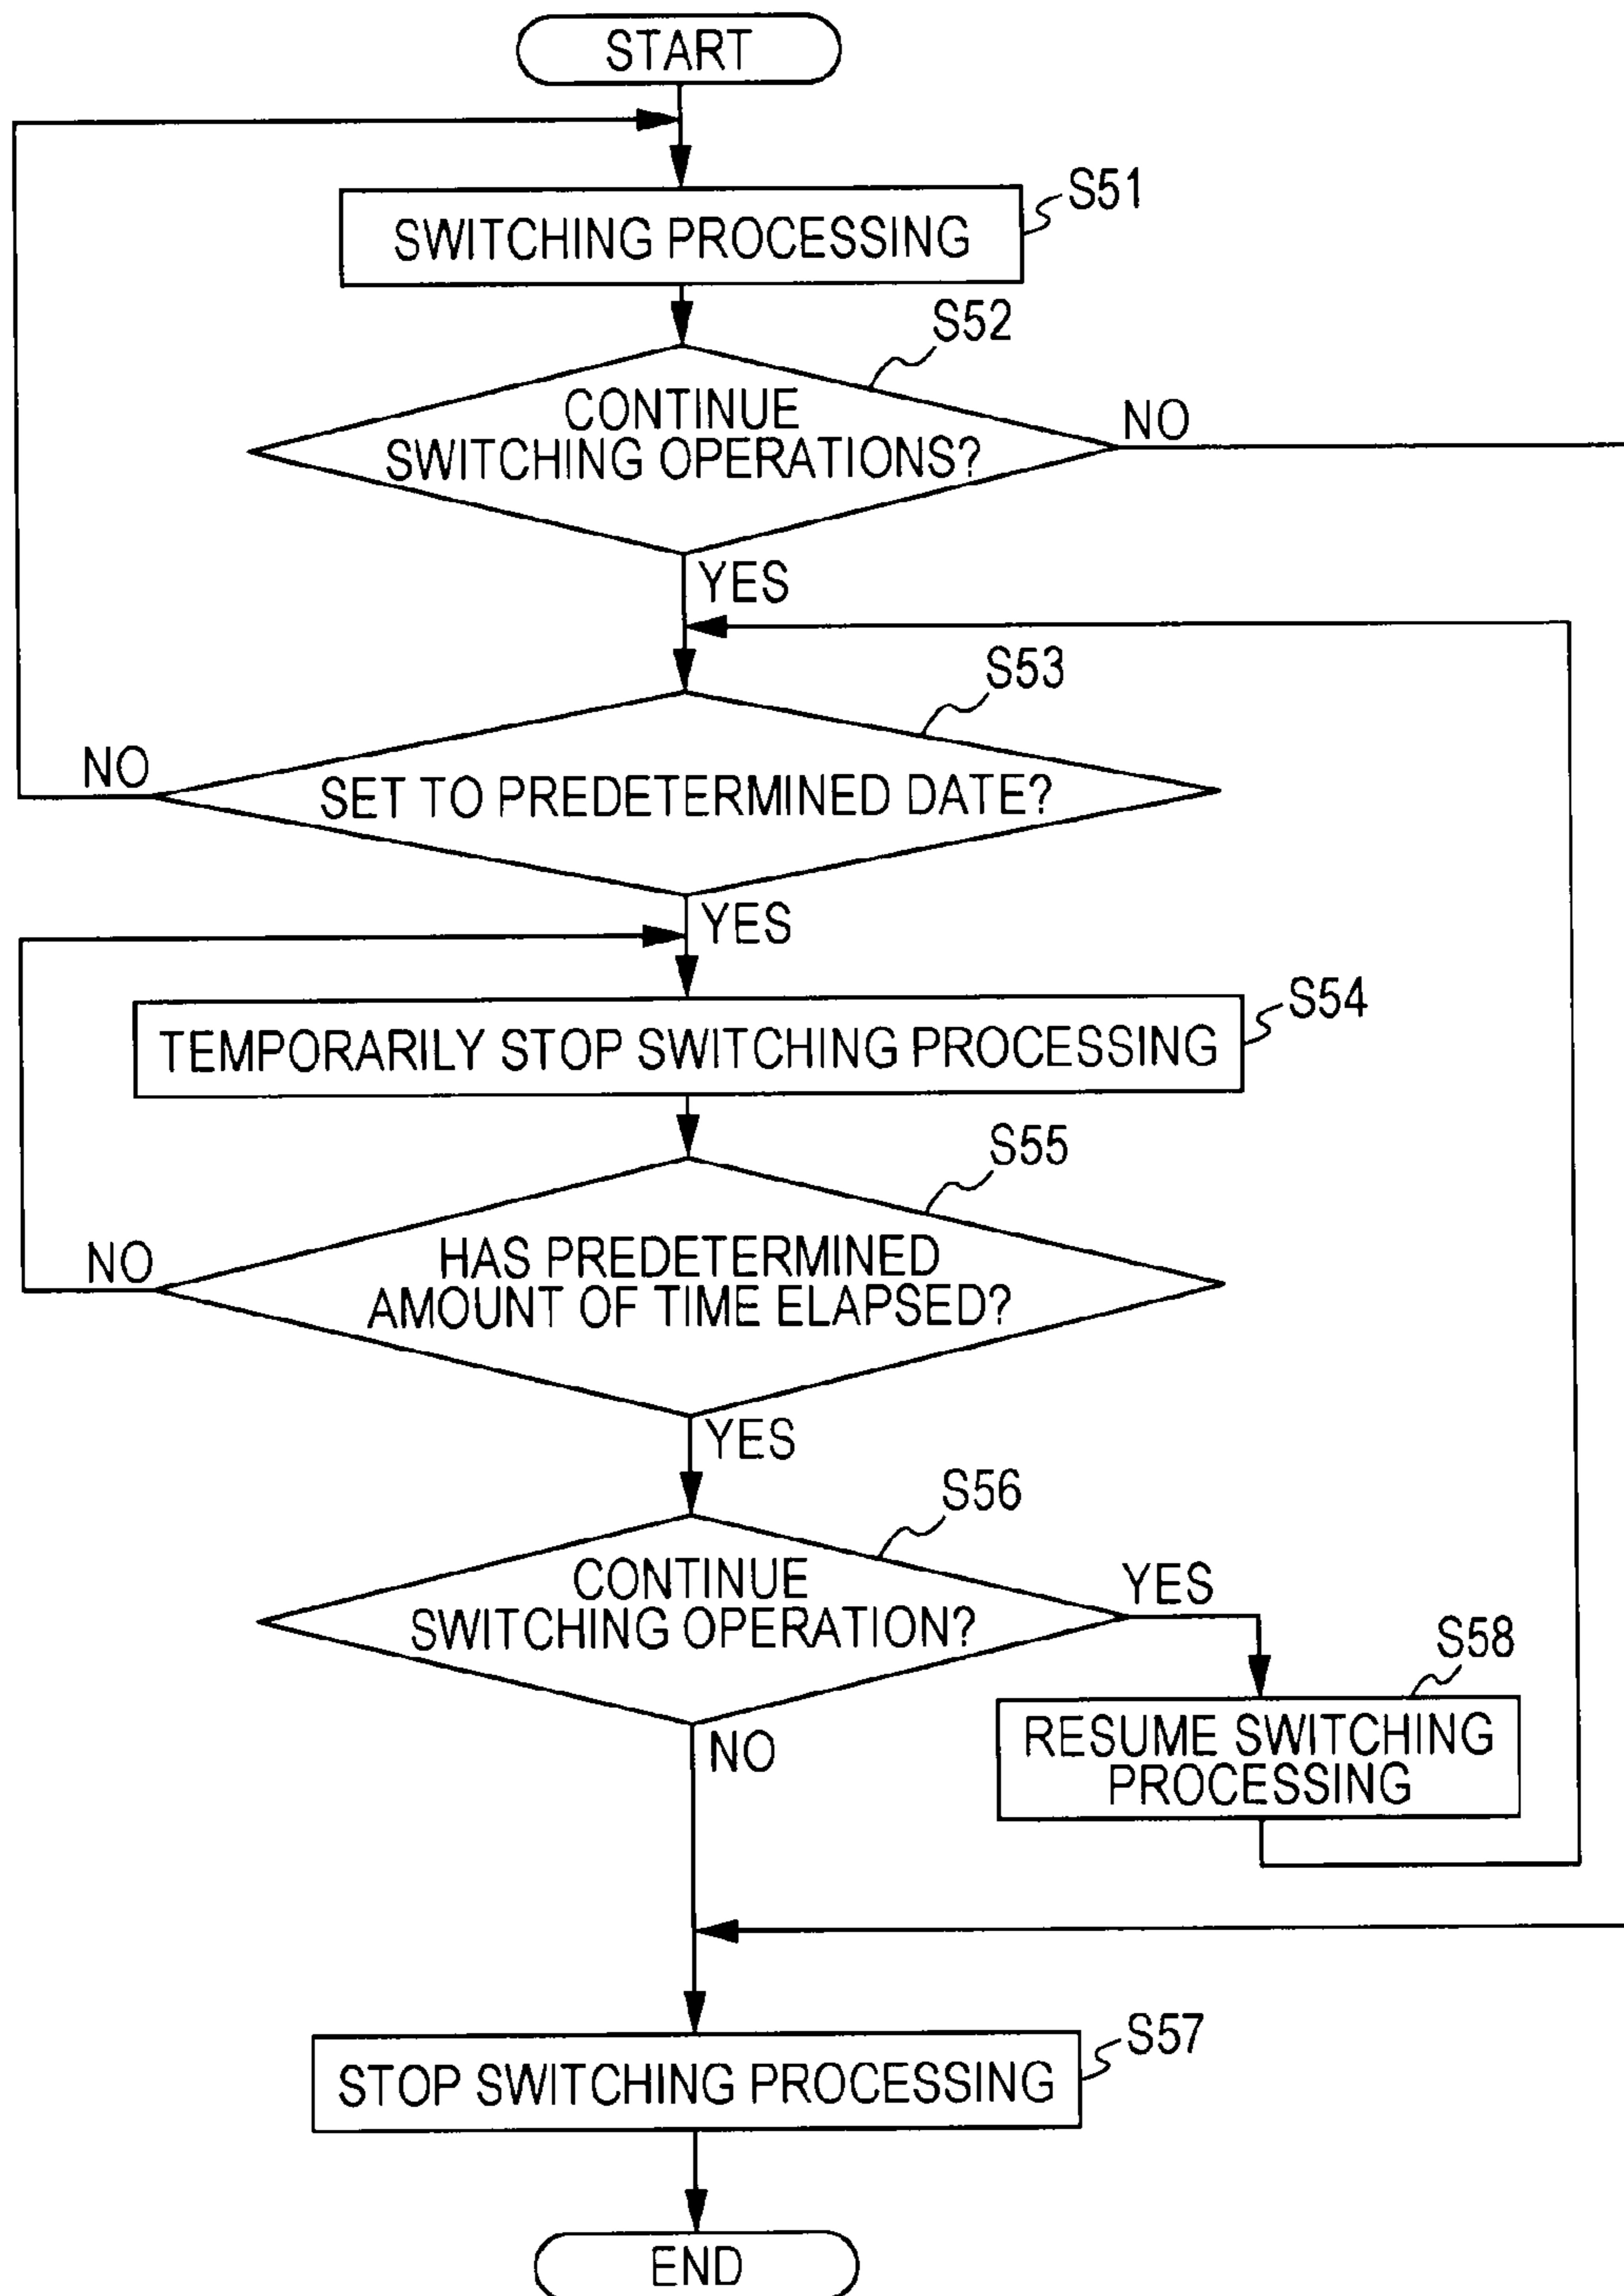 START
S51
SWITCHING PROCESSING
S52
CONTINUE
SWITCHING OPERATIONS?
NO
YES
S53
NO
SET TO PREDETERMINED DATE?
YES
S54
TEMPORARILY STOP SWITCHING PROCESSING
S55
NO
HAS PREDETERMINED
AMOUNT OF TIME ELAPSED?
YES
S56
CONTINUE
SWITCHING OPERATION?
YES
S58
RESUME SWITCHING
PROCESSING
NO
S57
STOP SWITCHING PROCESSING
END